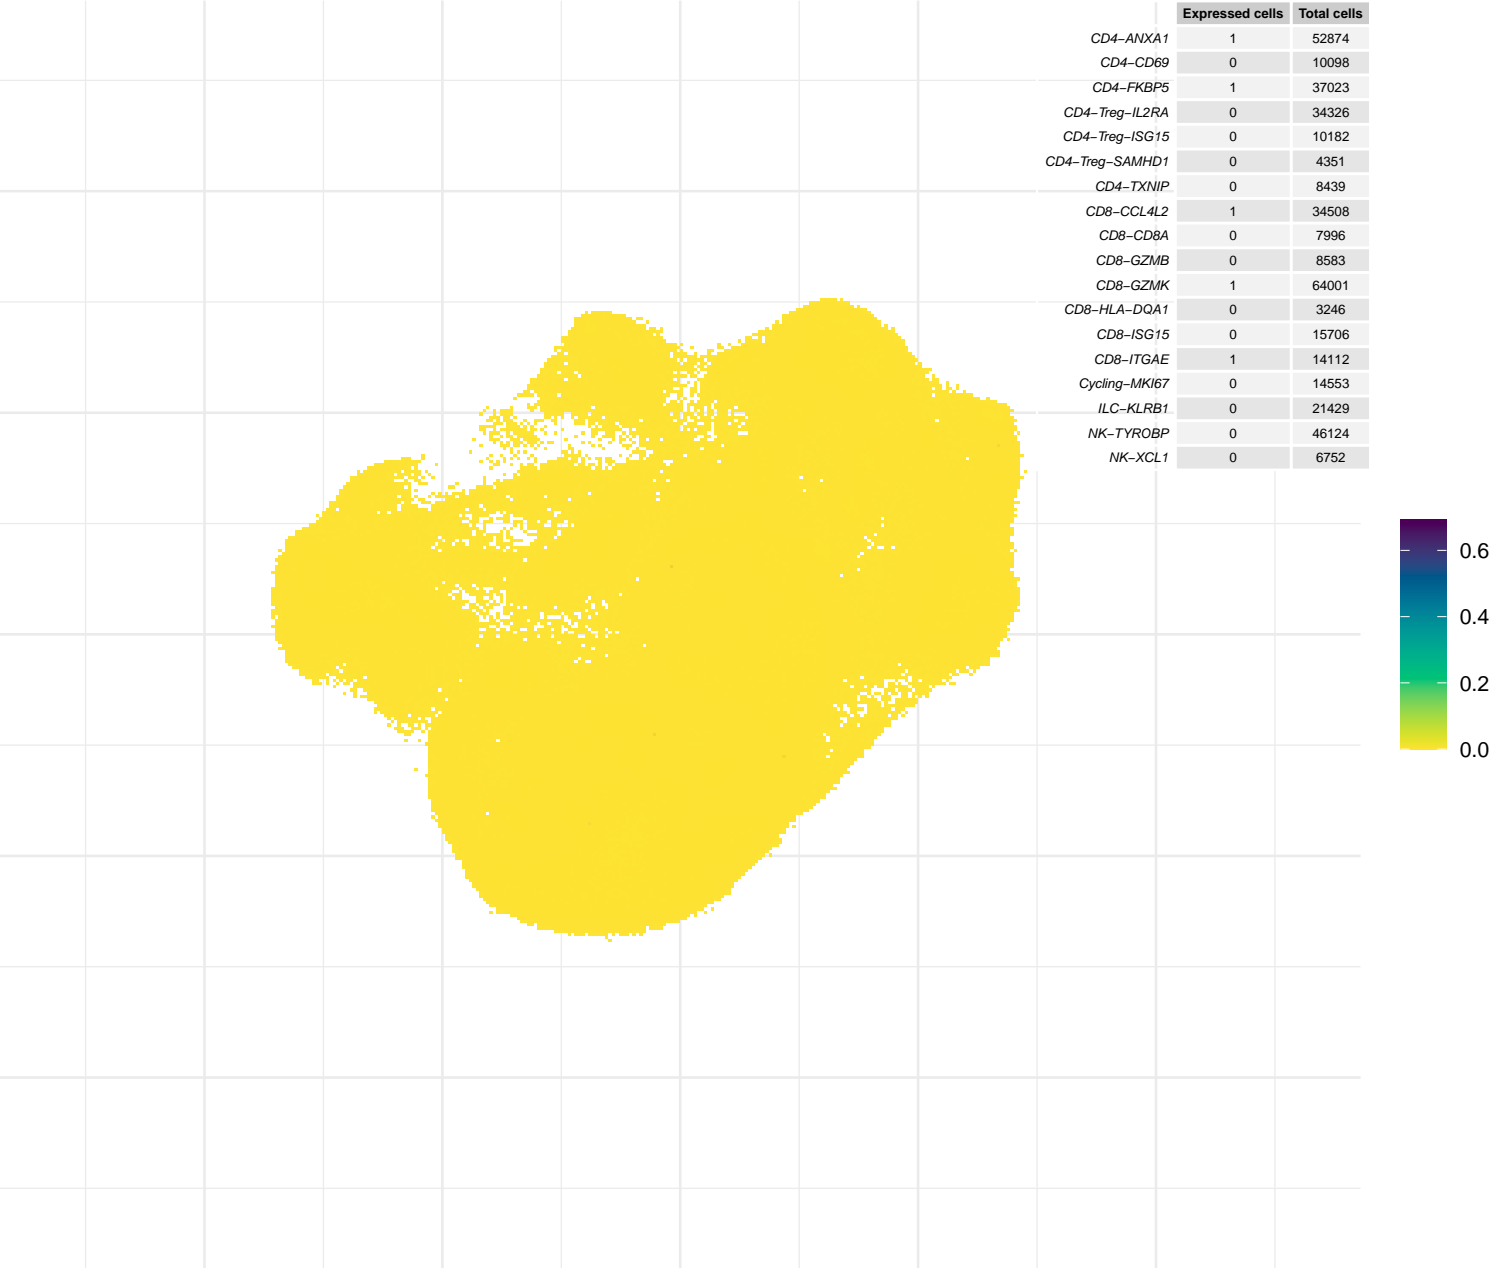 Expressed cells Total cells
CD4−ANXA1 1 52874
CD4−CD69 0 10098
CD4−FKBP5 1 37023
CD4−Treg−IL2RA 0 34326
CD4−Treg−ISG15 0 10182
CD4−Treg−SAMHD1 0 4351
CD4−TXNIP 0 8439
CD8−CCL4L2 1 34508
CD8−CD8A 0 7996
CD8−GZMB 0 8583
CD8−GZMK 1 64001
CD8−HLA−DQA1 0 3246
CD8−ISG15 0 15706
CD8−ITGAE 1 14112
Cycling−MKI67 0 14553
ILC−KLRB1 0 21429
NK−TYROBP 0 46124
NK−XCL1 0 6752
0.6
0.4
0.2
0.0